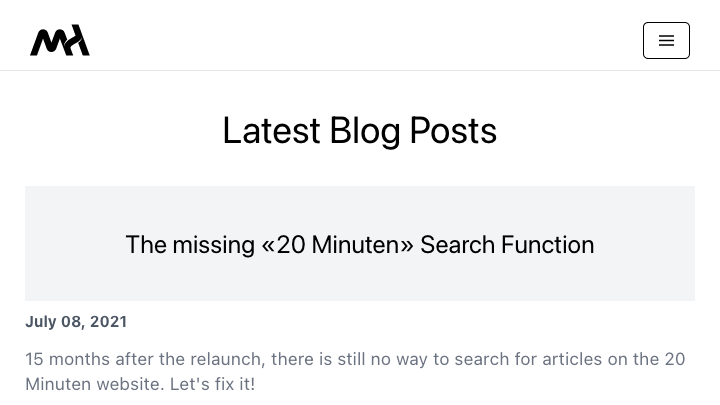 Latest Blog Posts
The missing «20 Minuten» Search Function
July 08, 2021
15 months after the relaunch, there is still no way to search for articles on the 20
Minuten website. Let's fix it!